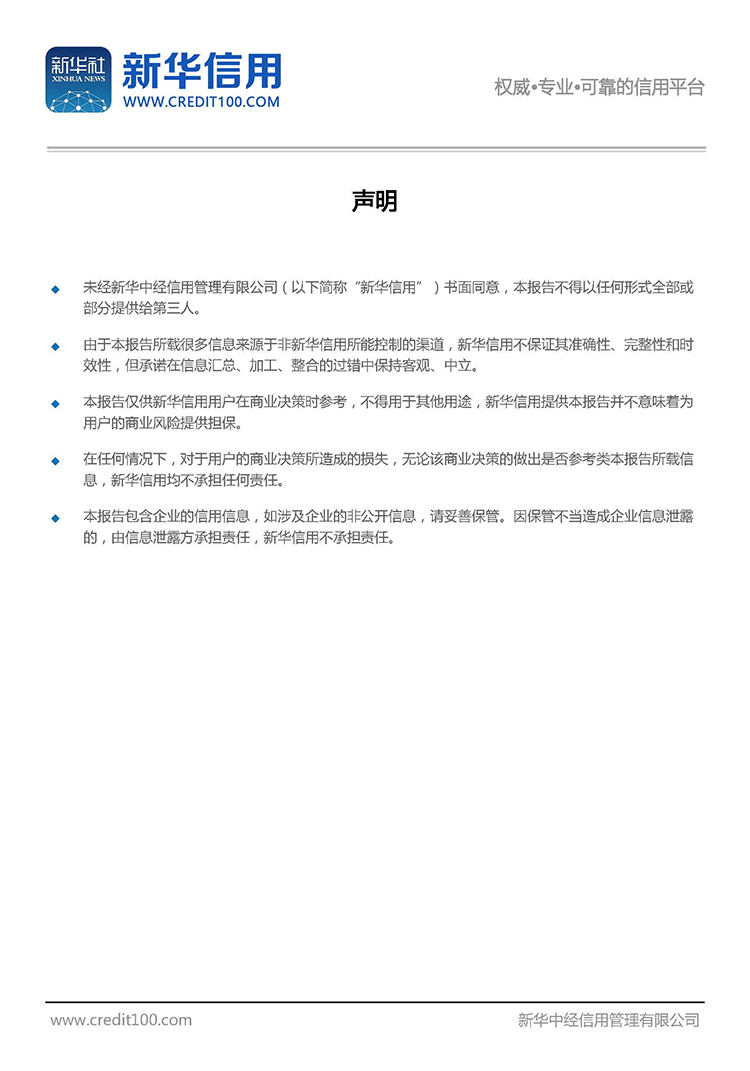 新华社
XINHUA NEWS
新华信用
WWW.CREDIT100.COM
权威•专业•可靠的信用平台
声明
◆ 未经新华中经信用管理有限公司（以下简称“新华信用”）书面同意，本报告不得以任何形式全部或
部分提供给第三人。
◆ 由于本报告所载很多信息来源于非新华信用所能控制的渠道，新华信用不保证其准确性、完整性和时
效性，但承诺在信息汇总、加工、整合的过错中保持客观、中立。
◆ 本报告仅供新华信用用户在商业决策时参考，不得用于其他用途，新华信用提供本报告并不意味着为
用户的商业风险提供担保。
◆ 在任何情况下，对于用户的商业决策所造成的损失，无论该商业决策的做出是否参考类本报告所载信
息，新华信用均不承担任何责任。
◆ 本报告包含企业的信用信息，如涉及企业的非公开信息，请妥善保管。因保管不当造成企业信息泄露
的，由信息泄露方承担责任，新华信用不承担责任。
www.credit100.com
新华中经信用管理有限公司